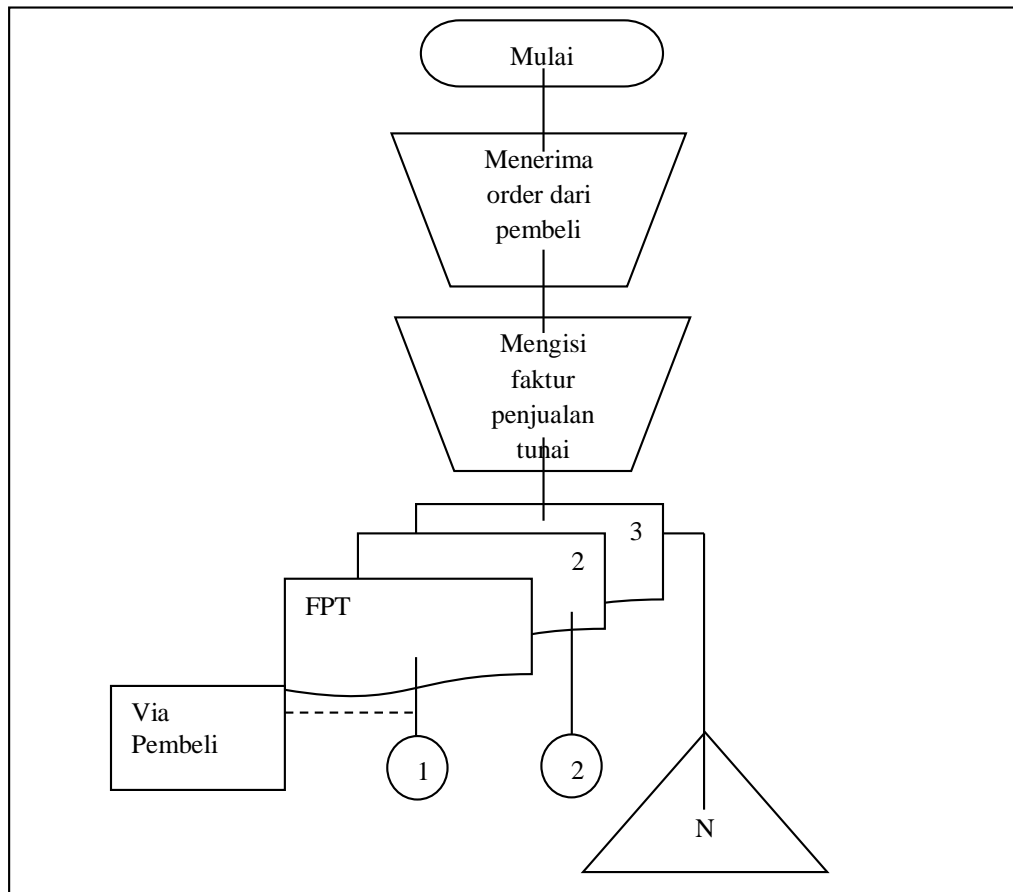 Mulai
Menerima
order dari
pembeli
Mengisi
faktur
penjualan
tunai
3
2
FPT
Via
Pembeli
1
2
N